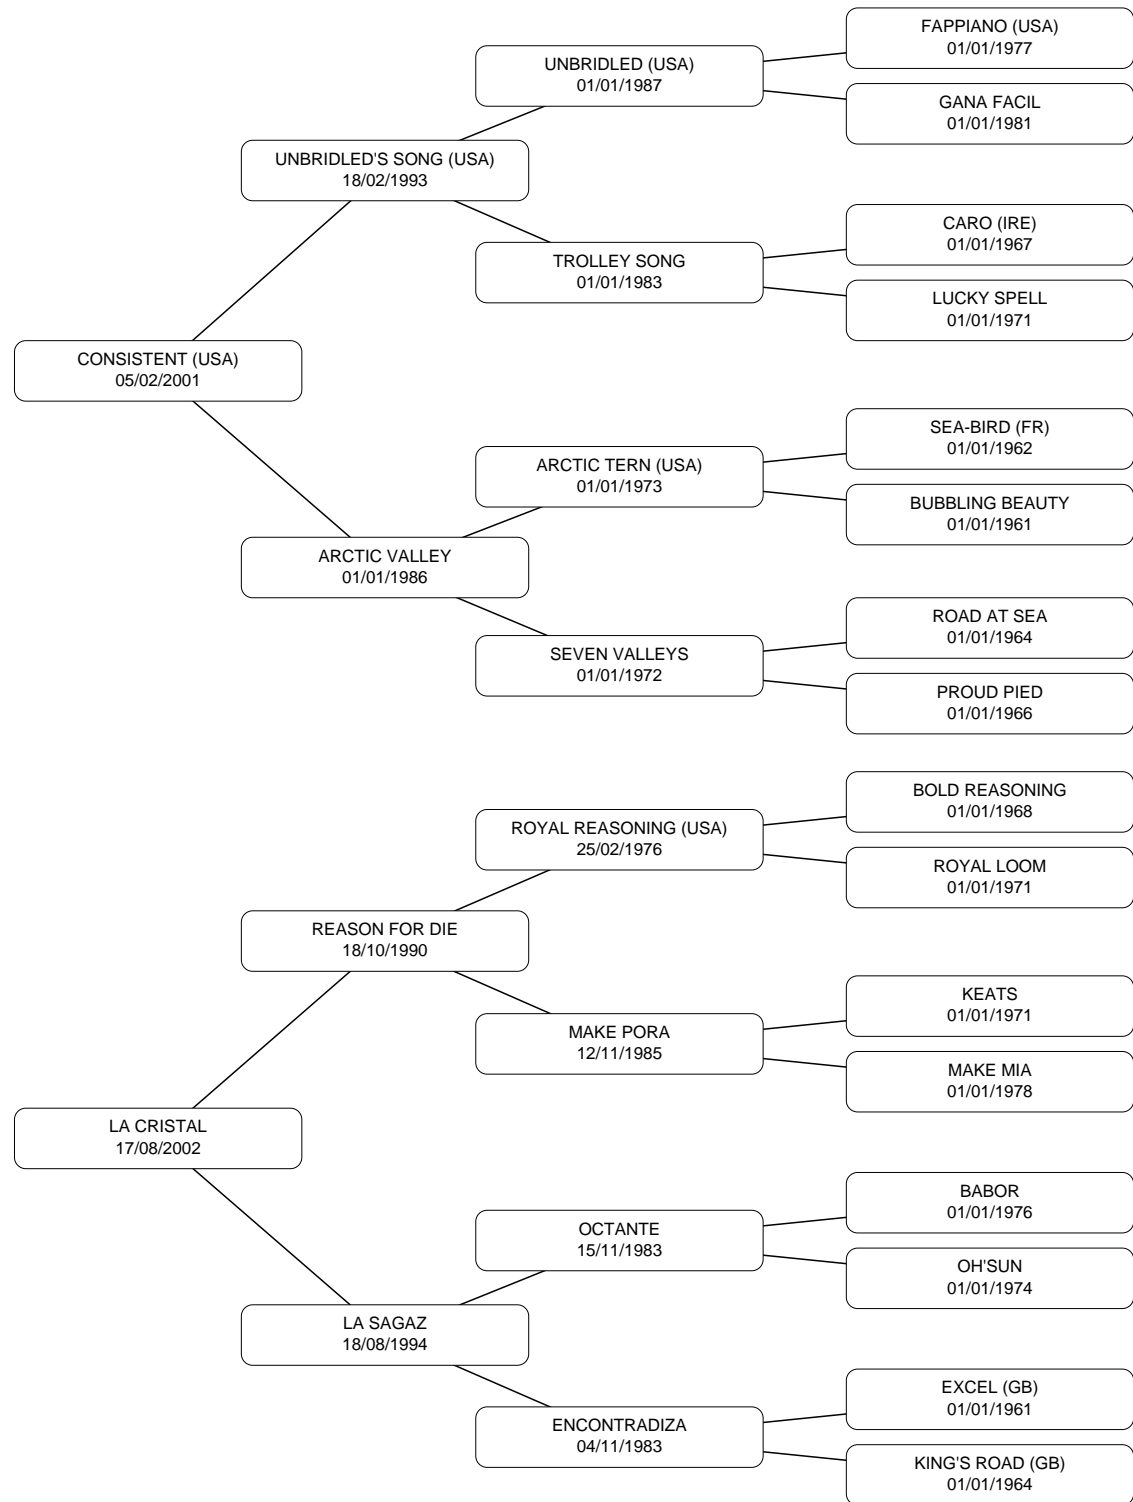 FAPPIANO (USA)
01/01/1977
UNBRIDLED (USA)
01/01/1987
GANA FACIL
01/01/1981
UNBRIDLED'S SONG (USA)
18/02/1993
CARO (IRE)
01/01/1967
TROLLEY SONG
01/01/1983
LUCKY SPELL
01/01/1971
CONSISTENT (USA)
05/02/2001
SEA-BIRD (FR)
01/01/1962
ARCTIC TERN (USA)
01/01/1973
BUBBLING BEAUTY
01/01/1961
ARCTIC VALLEY
01/01/1986
ROAD AT SEA
01/01/1964
SEVEN VALLEYS
01/01/1972
PROUD PIED
01/01/1966
BOLD REASONING
01/01/1968
ROYAL REASONING (USA)
25/02/1976
ROYAL LOOM
01/01/1971
REASON FOR DIE
18/10/1990
KEATS
01/01/1971
MAKE PORA
12/11/1985
MAKE MIA
01/01/1978
LA CRISTAL
17/08/2002
BABOR
01/01/1976
OCTANTE
15/11/1983
OH'SUN
01/01/1974
LA SAGAZ
18/08/1994
EXCEL (GB)
01/01/1961
ENCONTRADIZA
04/11/1983
KING'S ROAD (GB)
01/01/1964